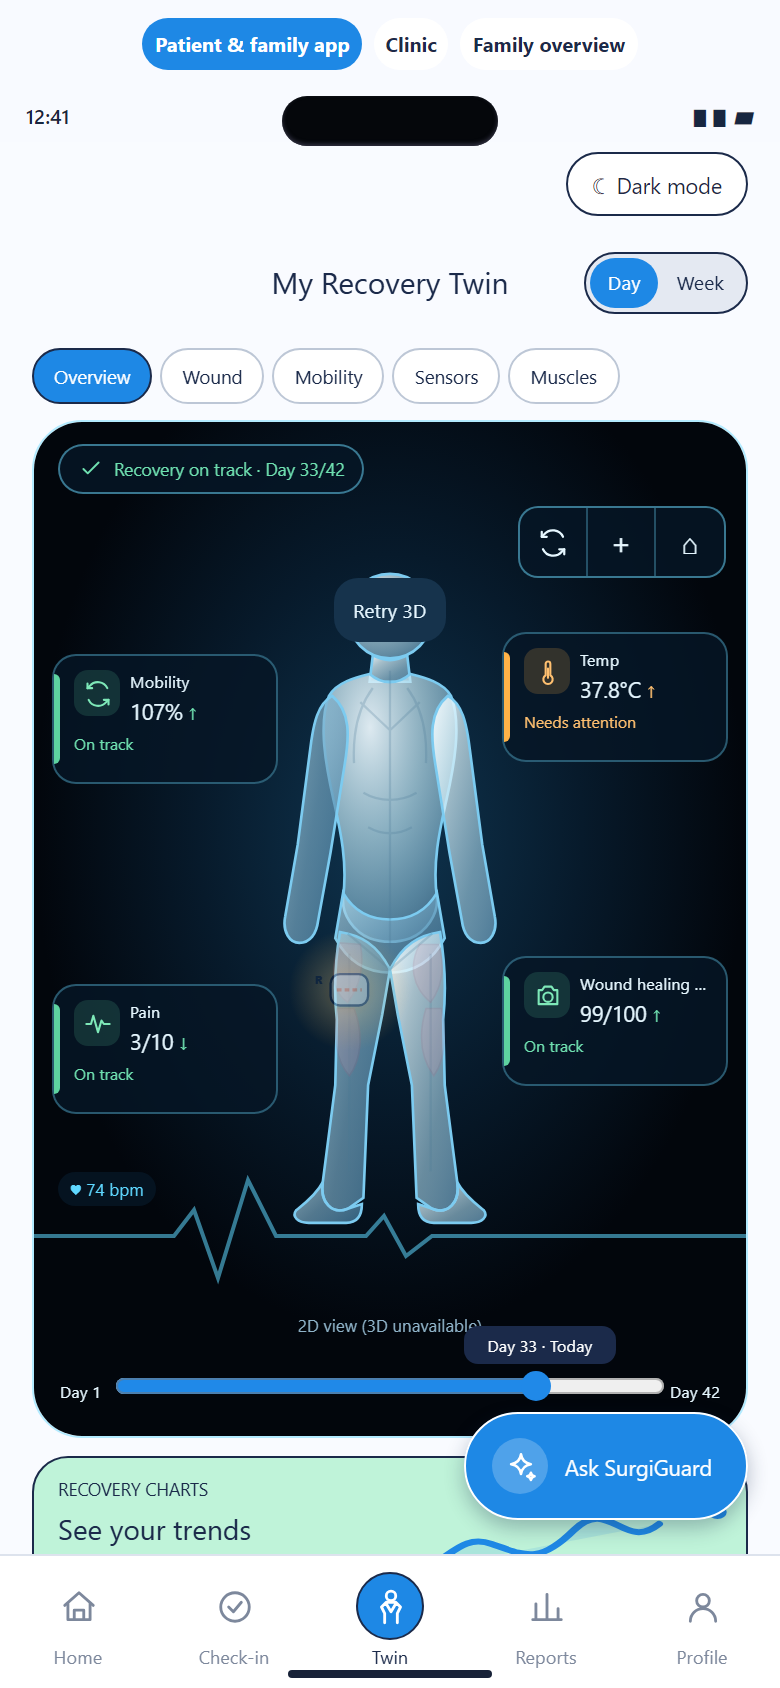 Patient & family app
Clinic
Family overview
12:41
☾ Dark mode
My Recovery Twin
Day
Week
Overview
Wound
Mobility
Sensors
Muscles
Recovery on track · Day 33/42
Retry 3D
Mobility
107% ↑
On track
Temp
37.8°C ↑
Needs attention
R
Pain
3/10 ↓
On track
Wound healing ...
99/100 ↑
On track
♥ 74 bpm
2D view (3D unavailable)
Day 33 · Today
Day 1
Day 42
Ask SurgiGuard
RECOVERY CHARTS
See your trends
Home
Check-in
Twin
Reports
Profile